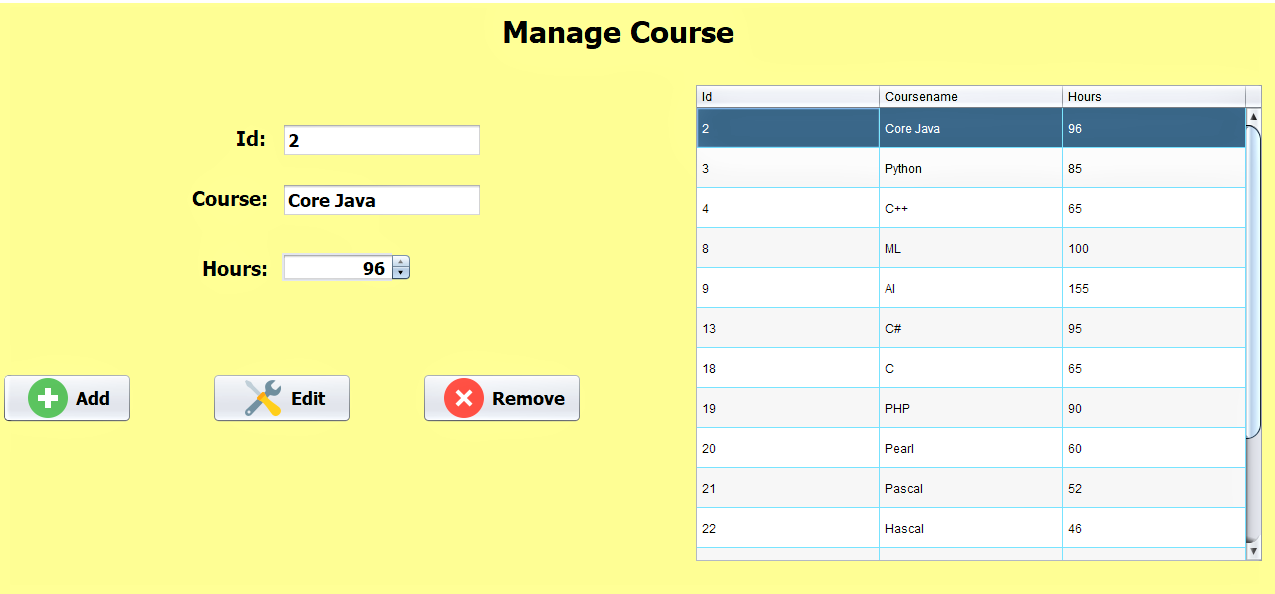 Manage Course
Id: 2
Course: Core Java
Hours: 96
Add Edit Remove
Id Coursename Hours
2 Core Java 96
3 Python 85
4 C++ 65
8 ML 100
9 AI 155
13 C# 95
18 C 65
19 PHP 90
20 Pearl 60
21 Pascal 52
22 Hascal 46